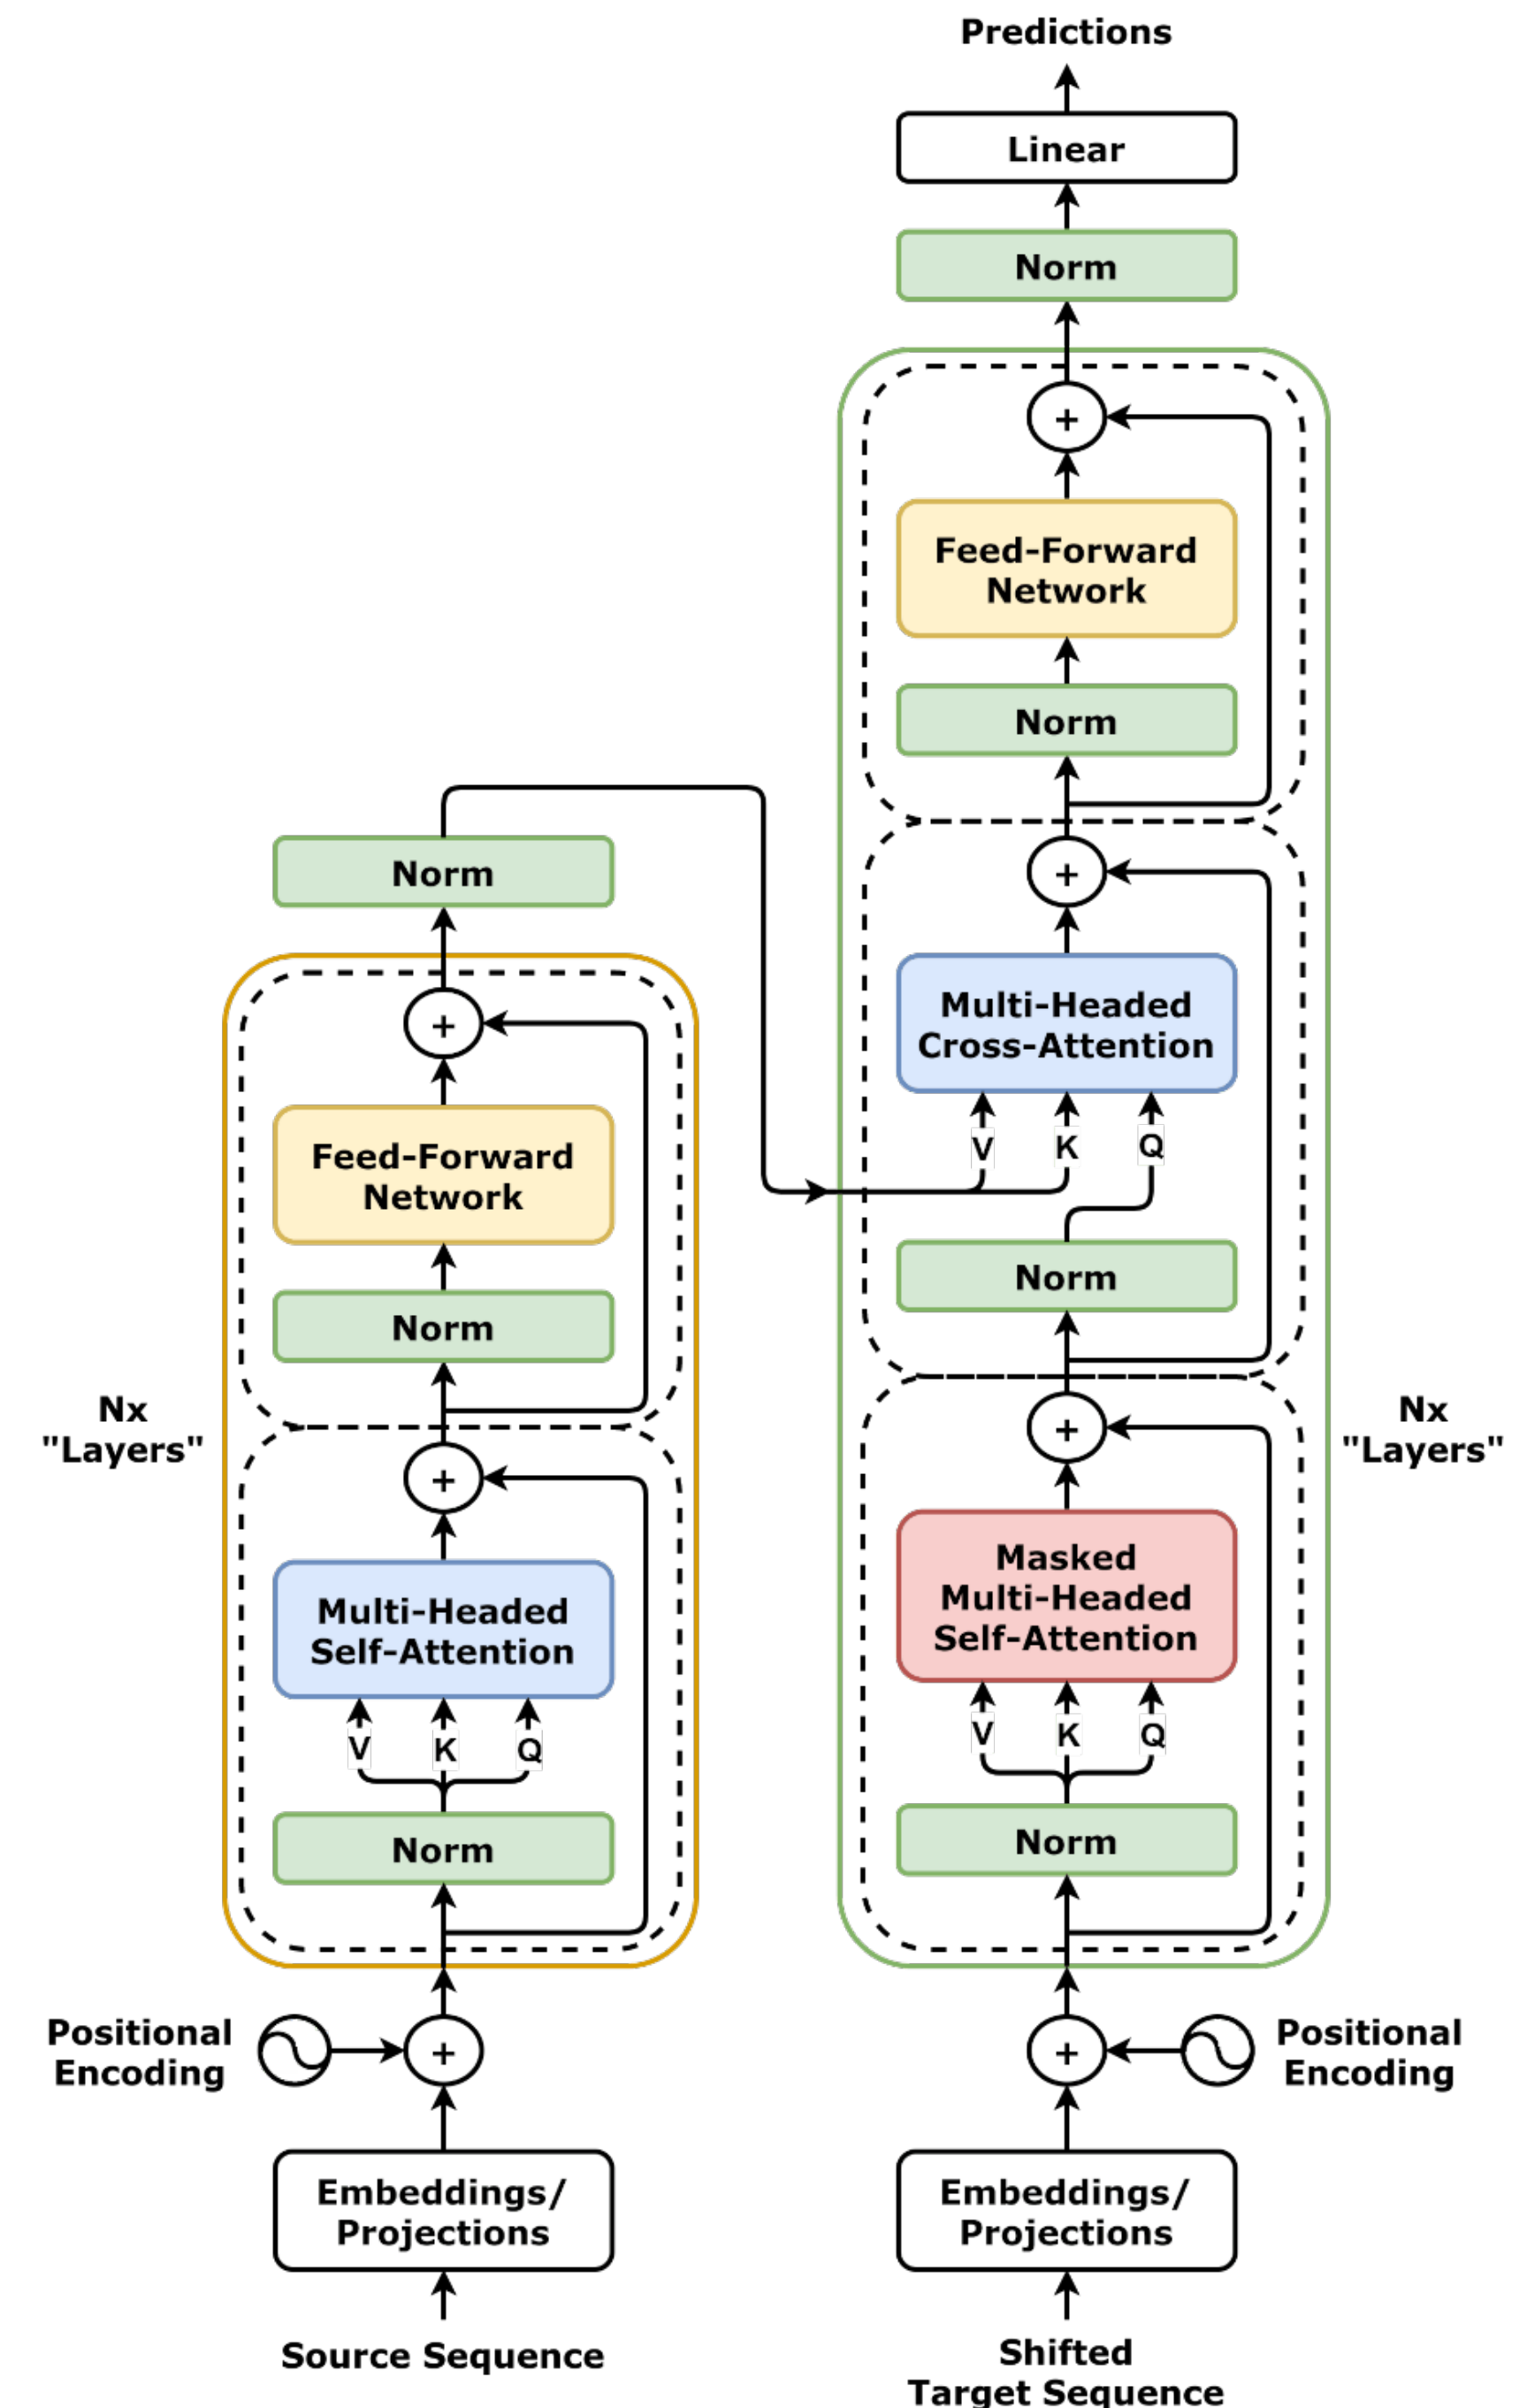 Predictions
Linear
Norm
+
Feed-Forward
Network
Norm
+
Multi-Headed
Cross-Attention
V K Q
Norm
+
Masked
Multi-Headed
Self-Attention
V K Q
Norm
Nx
"Layers"
+
Positional
Encoding
Embeddings/
Projections
Shifted
Target Sequence
Norm
+
Feed-Forward
Network
Norm
Nx
"Layers"
+
Multi-Headed
Self-Attention
V K Q
Norm
Positional
Encoding
+
Embeddings/
Projections
Source Sequence